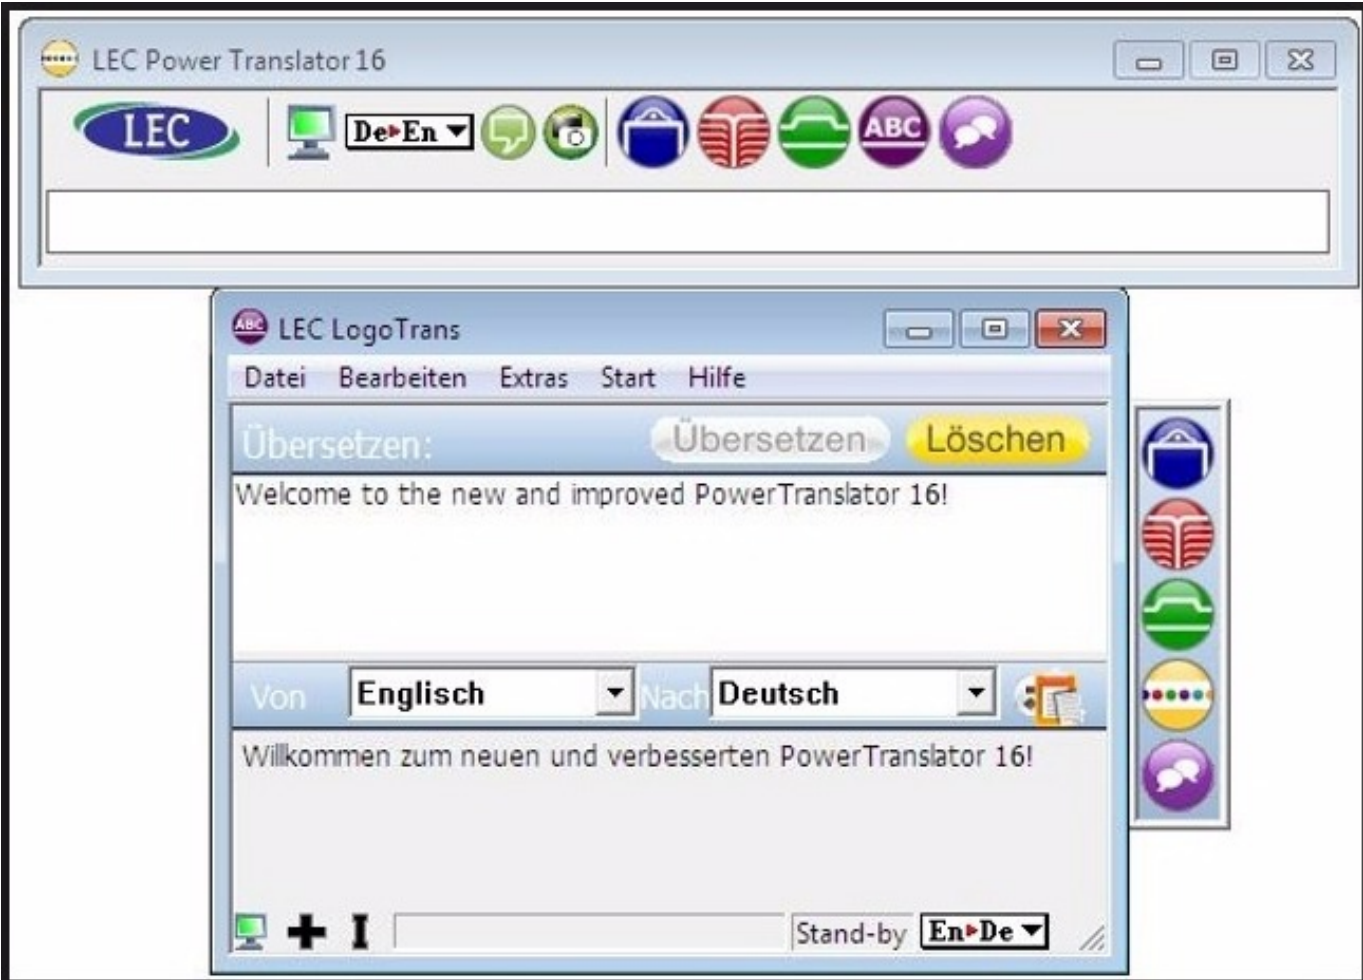 LEC Power Translator 16
LEC De▸En ABC
ABC LEC LogoTrans
Datei Bearbeiten Extras Start Hilfe
Übersetzen: Übersetzen Löschen
Welcome to the new and improved PowerTranslator 16!
Von Englisch Nach Deutsch
Willkommen zum neuen und verbesserten PowerTranslator 16!
Stand-by En▸De